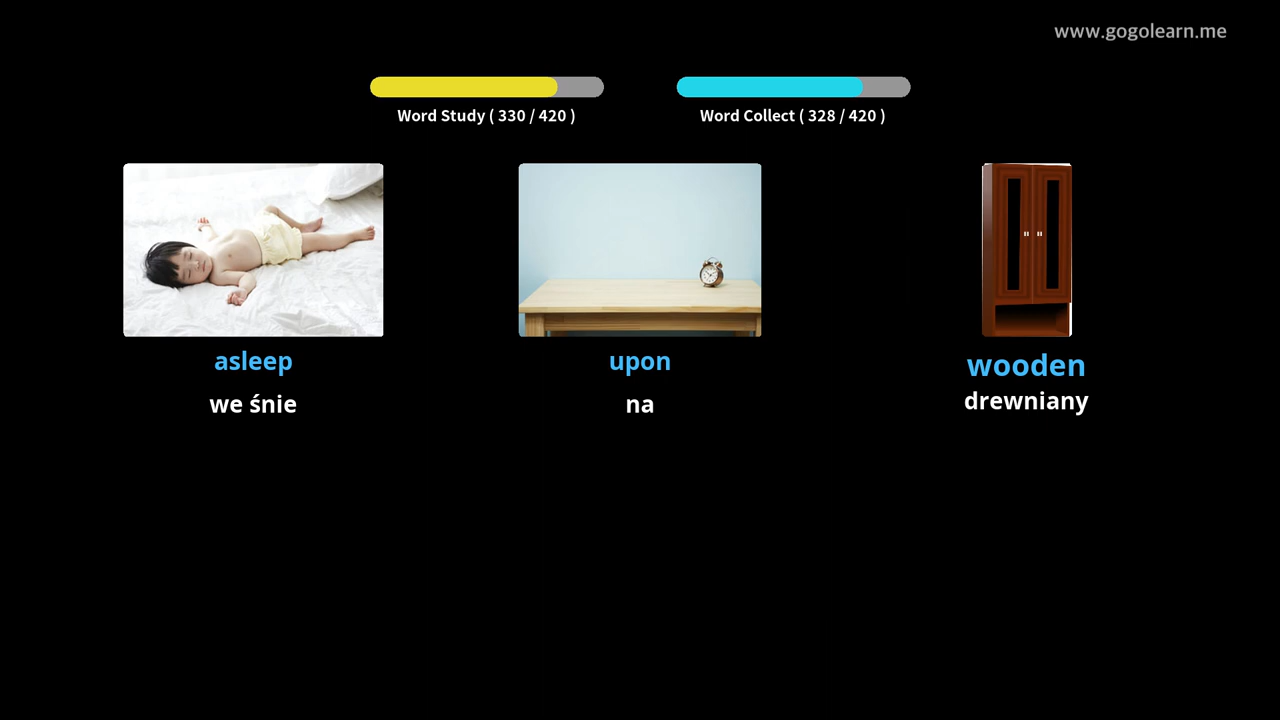 www.gogolearn.me
Word Study ( 330 / 420 )
Word Collect ( 328 / 420 )
asleep
upon
wooden
we śnie
na
drewniany